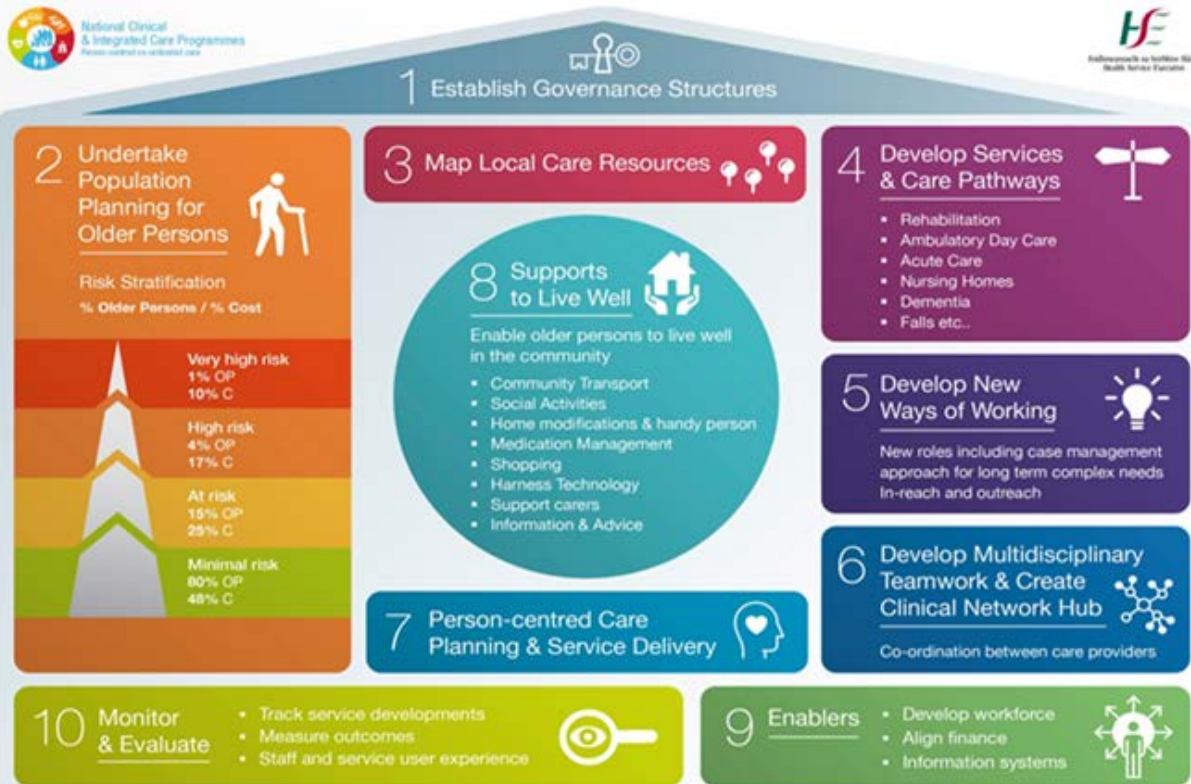 National Clinical
& Integrated Care Programmes
Person-centred co-ordinated care
Health Service Executive
1 Establish Governance Structures
2 Undertake
Population
Planning for
Older Persons
Risk Stratification
% Older Persons / % Cost
Very high risk
1% OP
10% C
High risk
4% OP
17% C
At risk
15% OP
25% C
Minimal risk
80% OP
48% C
3 Map Local Care Resources
4 Develop Services
& Care Pathways
▪ Rehabilitation
▪ Ambulatory Day Care
▪ Acute Care
▪ Nursing Homes
▪ Dementia
▪ Falls etc..
5 Develop New
Ways of Working
New roles including case management
approach for long term complex needs
In-reach and outreach
6 Develop Multidisciplinary
Teamwork & Create
Clinical Network Hub
Co-ordination between care providers
7 Person-centred Care
Planning & Service Delivery
8 Supports
to Live Well
Enable older persons to live well
in the community
▪ Community Transport
▪ Social Activities
▪ Home modifications & handy person
▪ Medication Management
▪ Shopping
▪ Harness Technology
▪ Support carers
▪ Information & Advice
9 Enablers
▪ Develop workforce
▪ Align finance
▪ Information systems
10 Monitor
& Evaluate
▪ Track service developments
▪ Measure outcomes
▪ Staff and service user experience